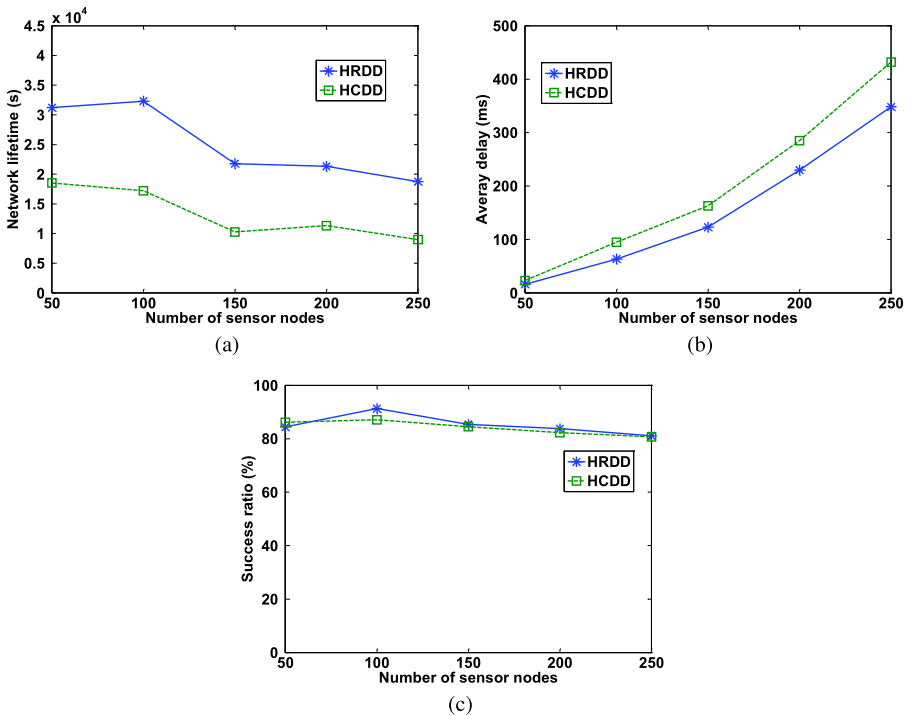 x 10^4
4.5
4
3.5
3
2.5
2
1.5
1
0.5
0
50 100 150 200 250
Network lifetime (s)
Number of sensor nodes
HRDD
HCDD
(a)
500
400
300
200
100
0
50 100 150 200 250
Averay delay (ms)
Number of sensor nodes
HRDD
HCDD
(b)
100
80
60
40
20
0
50 100 150 200 250
Success ratio (%)
Number of sensor nodes
HRDD
HCDD
(c)